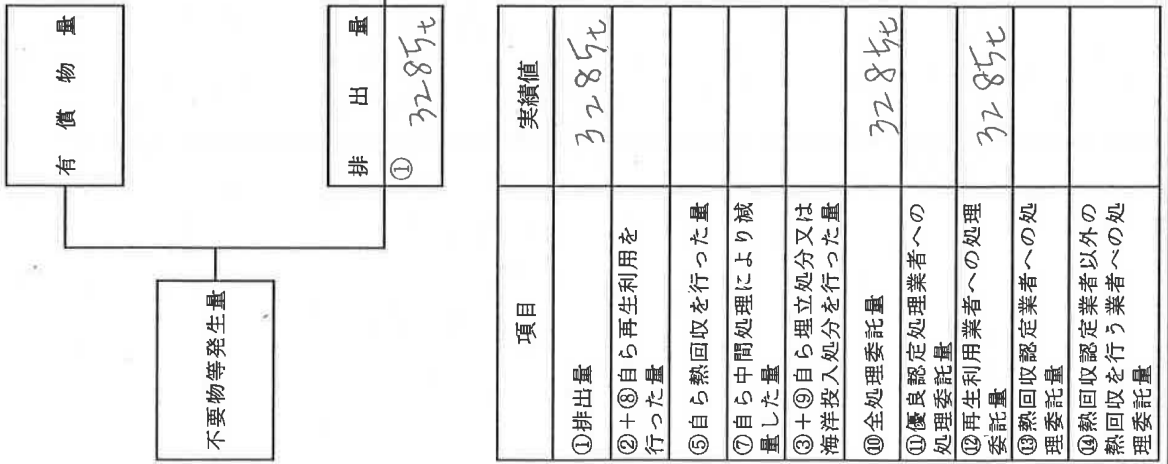 有償物量
不要物等発生量
排出量
① 3285t
項目 実績値
①排出量 3285t
②＋⑧自ら再生利用を
行った量
⑤自ら熱回収を行った量
⑦自ら中間処理により減
量した量
③＋⑨自ら埋立処分又は
海洋投入処分を行った量
⑩全処理委託量 3285t
⑪優良認定処理業者への
処理委託量
⑫再生利用業者への処理
委託量 3285t
⑬熱回収認定業者への処
理委託量
⑭熱回収認定業者以外の
熱回収を行う業者への処
理委託量